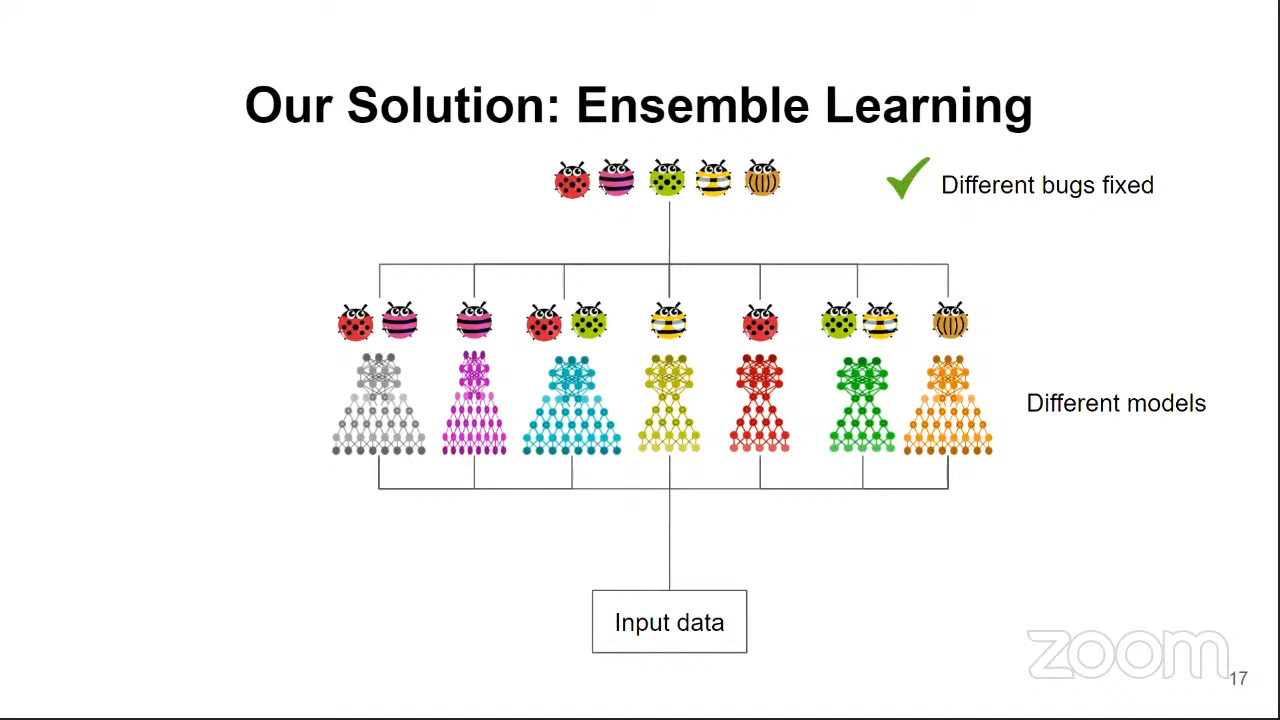 Our Solution: Ensemble Learning
Different bugs fixed
Different models
Input data
zoom
17